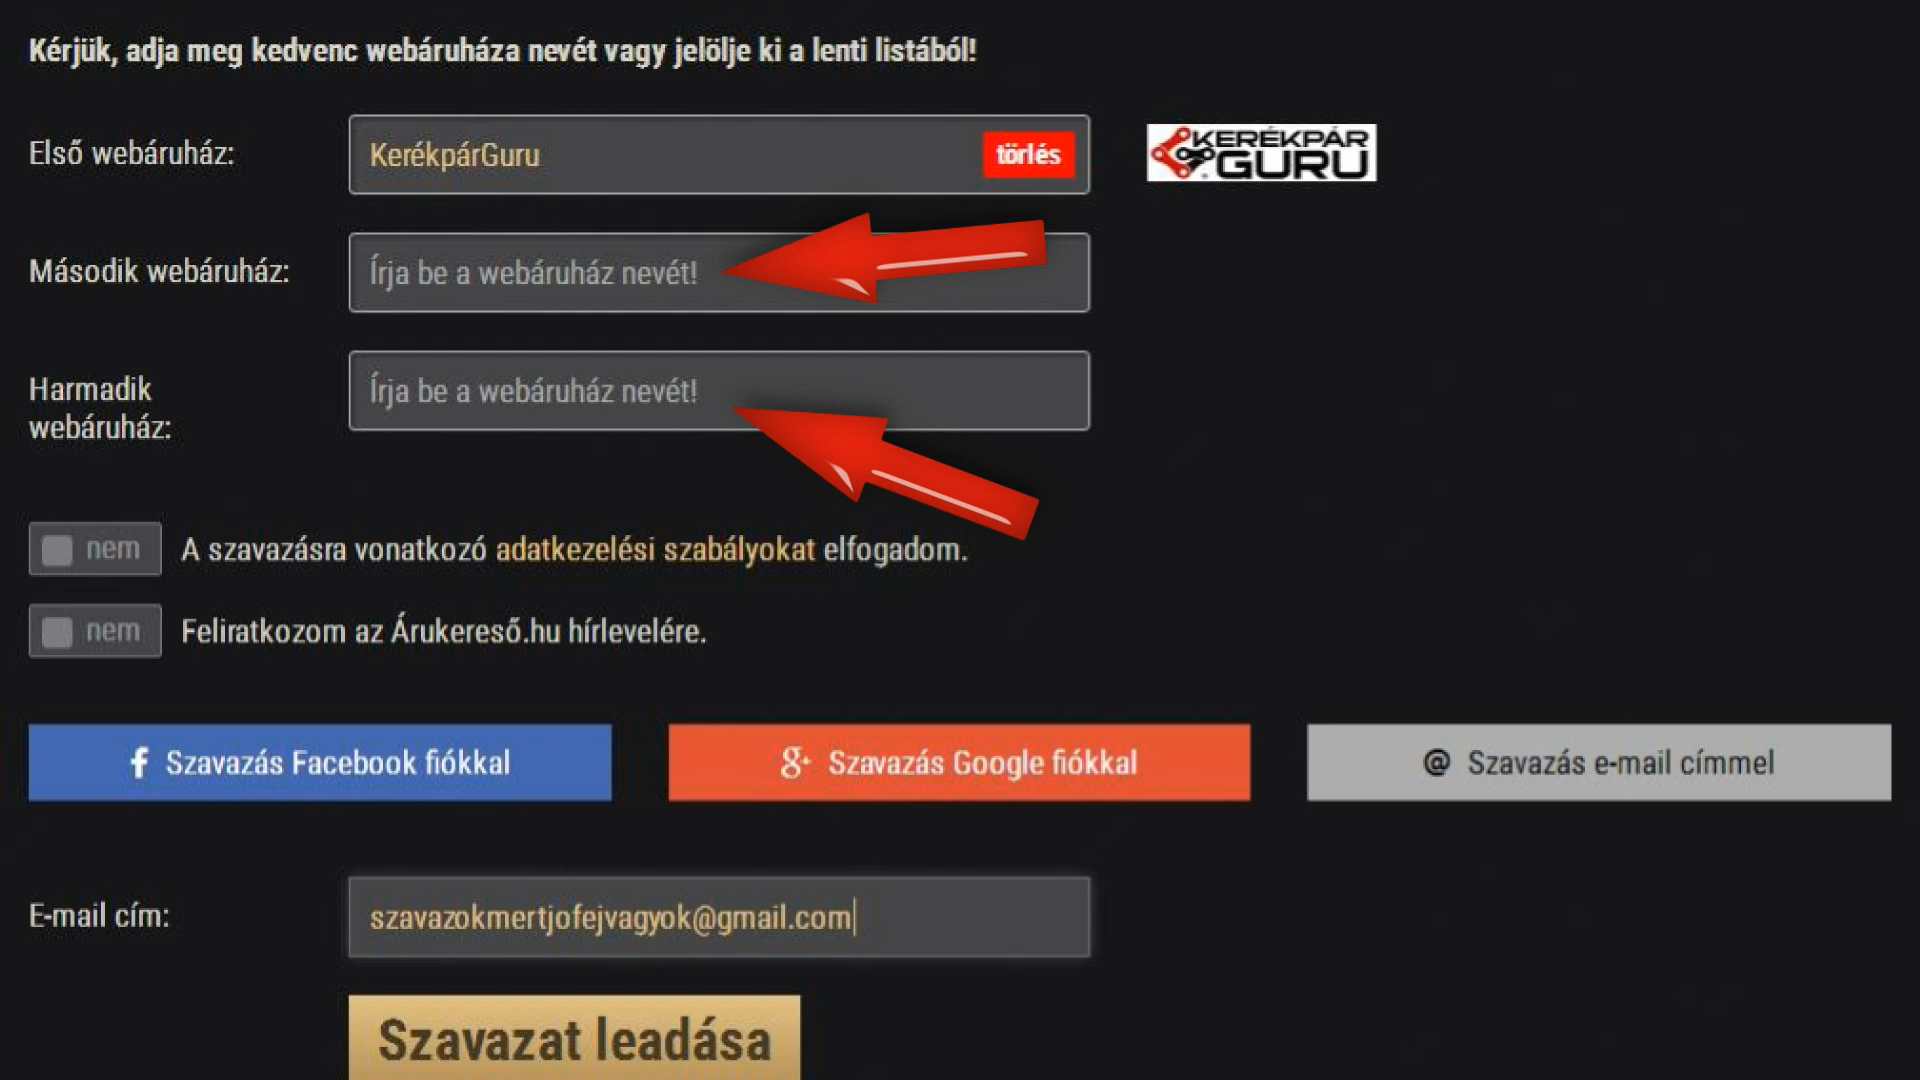 Kérjük, adja meg kedvenc webáruháza nevét vagy jelölje ki a lenti listából!
Első webáruház:
KerékpárGuru
törlés
KERÉKPÁR
GURU
Második webáruház:
Írja be a webáruház nevét!
Harmadik
webáruház:
Írja be a webáruház nevét!
nem
A szavazásra vonatkozó adatkezelési szabályokat elfogadom.
nem
Feliratkozom az Árukereső.hu hírlevelére.
f Szavazás Facebook fiókkal
g+ Szavazás Google fiókkal
@ Szavazás e-mail címmel
E-mail cím:
szavazokmertjofejvagyok@gmail.com
Szavazat leadása